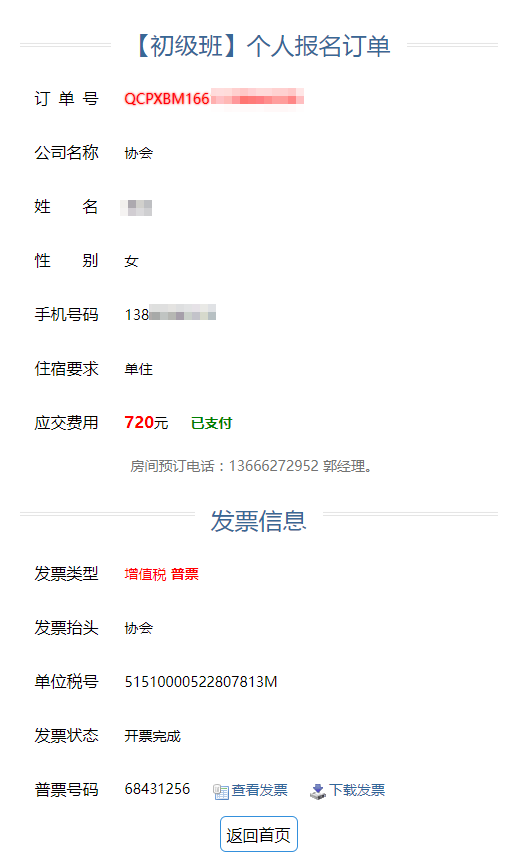 【初级班】个人报名订单
订 单 号 QCPXBM166
公司名称 协会
姓 名
性 别 女
手机号码 138
住宿要求 单住
应交费用 720元 已支付
房间预订电话：13666272952 郭经理。
发票信息
发票类型 增值税 普票
发票抬头 协会
单位税号 51510000522807813M
发票状态 开票完成
普票号码 68431256 查看发票 下载发票
返回首页